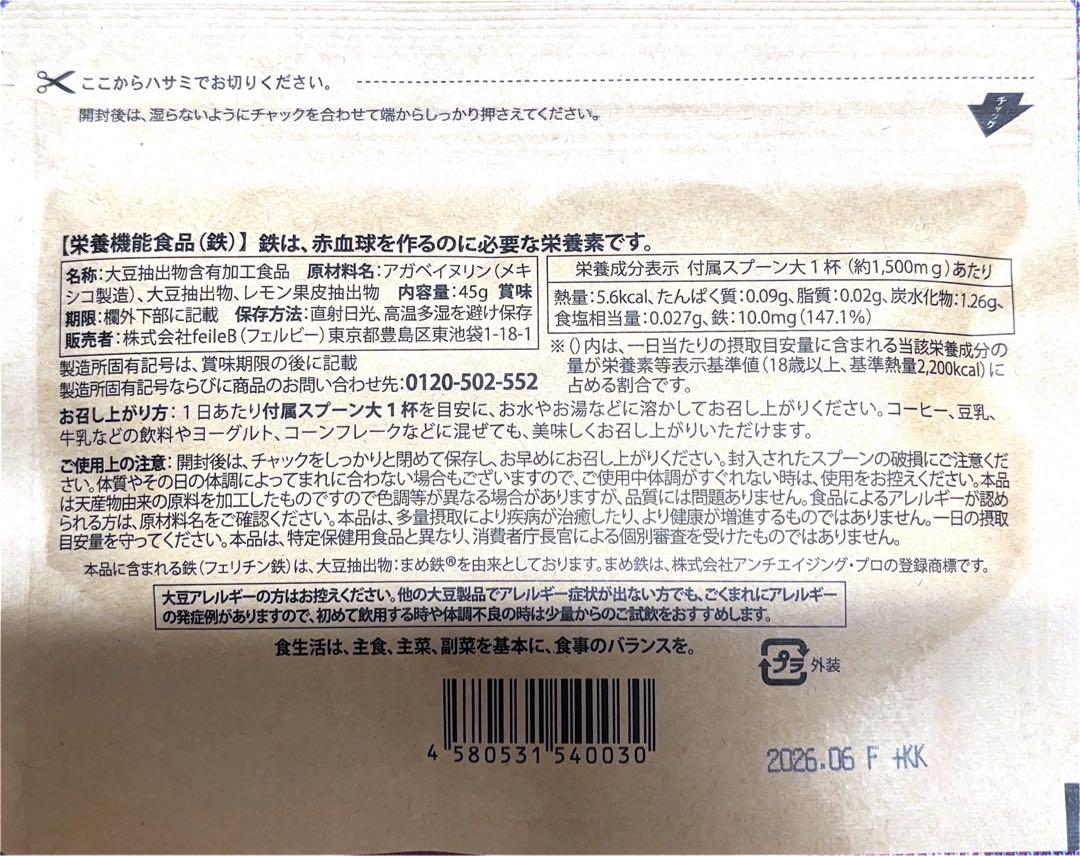 ここからハサミでお切りください。
開封後は、湿らないようにチャックを合わせて端からしっかり押さえてください。
チャック
【栄養機能食品(鉄)】 鉄は、赤血球を作るのに必要な栄養素です。
名称:大豆抽出物含有加工食品 原材料名:アガベイヌリン(メキ
シコ製造)、大豆抽出物、レモン果皮抽出物 内容量:45g 賞味
期限:欄外下部に記載 保存方法:直射日光、高温多湿を避け保存
販売者:株式会社feileB(フェルビー)東京都豊島区東池袋1-18-1
製造所固有記号は、賞味期限の後に記載
製造所固有記号ならびに商品のお問い合わせ先:0120-502-552
栄養成分表示 付属スプーン大1杯(約1,500mg)あたり
熱量:5.6kcal、たんぱく質:0.09g、脂質:0.02g、炭水化物:1.26g、
食塩相当量:0.027g、鉄:10.0mg(147.1%)
※()内は、一日当たりの摂取目安量に含まれる当該栄養成分の
量が栄養素等表示基準値(18歳以上、基準熱量2,200kcal)に
占める割合です。
お召し上がり方:1日あたり付属スプーン大1杯を目安に、お水やお湯などに溶かしてお召し上がりください。コーヒー、豆乳、
牛乳などの飲料やヨーグルト、コーンフレークなどに混ぜても、美味しくお召し上がりいただけます。
ご使用上の注意:開封後は、チャックをしっかりと閉めて保存し、お早めにお召し上がりください。封入されたスプーンの破損にご注意くだ
さい。体質やその日の体調によってまれに合わない場合もございますので、ご使用中体調がすぐれない時は、使用をお控えください。本品
は天産物由来の原料を加工したものですので色調等が異なる場合がありますが、品質には問題ありません。食品によるアレルギーが認め
られる方は、原材料名をご確認ください。本品は、多量摂取により疾病が治癒したり、より健康が増進するものではありません。一日の摂取
目安量を守ってください。本品は、特定保健用食品と異なり、消費者庁長官による個別審査を受けたものではありません。
本品に含まれる鉄(フェリチン鉄)は、大豆抽出物:まめ鉄®を由来としております。まめ鉄は、株式会社アンチエイジング・プロの登録商標です。
大豆アレルギーの方はお控えください。他の大豆製品でアレルギー症状が出ない方でも、ごくまれにアレルギー
の発症例がありますので、初めて飲用する時や体調不良の時は少量からのご試飲をおすすめします。
食生活は、主食、主菜、副菜を基本に、食事のバランスを。
プラ 外装
4 580531 540030
2026.06 F +KK